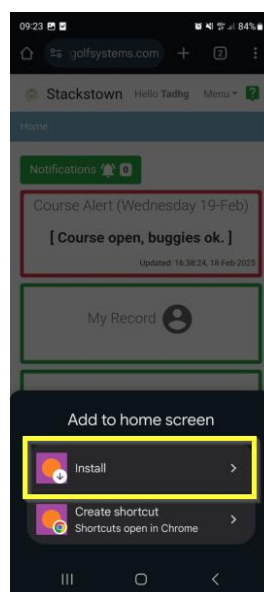 09:23
84%
golfsystems.com
2
Stackstown Hello Tadhg Menu ?
Home
Notifications 0
Course Alert (Wednesday 19-Feb)
[ Course open, buggies ok. ]
Updated: 16:38:24, 18-Feb-2025
My Record
Add to home screen
Install
Create shortcut
Shortcuts open in Chrome